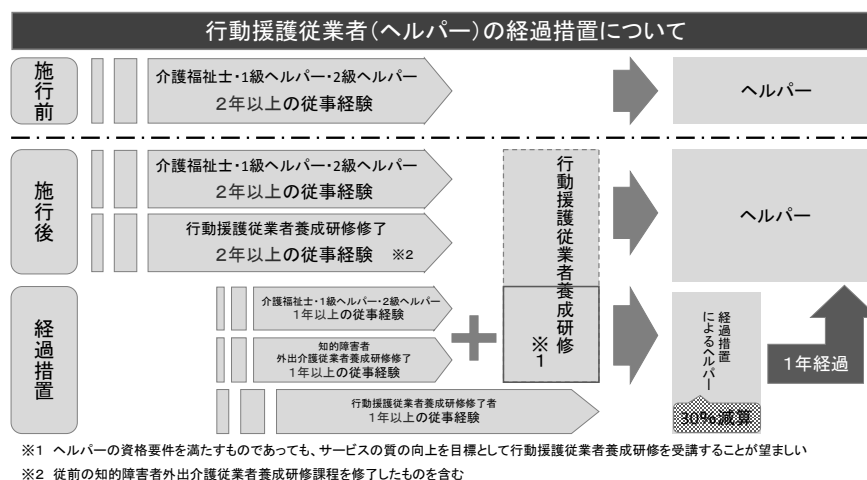 行動援護従業者(ヘルパー)の経過措置について
施行前
介護福祉士・1級ヘルパー・2級ヘルパー
2年以上の従事経験
ヘルパー
施行後
介護福祉士・1級ヘルパー・2級ヘルパー
2年以上の従事経験
行動援護従業者養成研修修了
2年以上の従事経験 ※2
行動援護従業者養成研修
※1
ヘルパー
経過措置
介護福祉士・1級ヘルパー・2級ヘルパー
1年以上の従事経験
知的障害者
外出介護従業者養成研修修了
1年以上の従事経験
行動援護従業者養成研修修了者
1年以上の従事経験
経過措置
によるヘルパー
30%減算
1年経過
※1 ヘルパーの資格要件を満たすものであっても、サービスの質の向上を目標として行動援護従業者養成研修を受講することが望ましい
※2 従前の知的障害者外出介護従業者養成研修課程を修了したものを含む